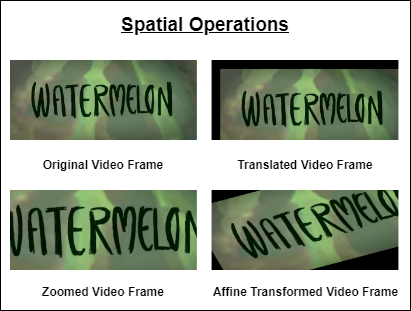 Spatial Operations
WATERMELON
WATERMELON
Original Video Frame
Translated Video Frame
WATERMELON
WATERMELON
Zoomed Video Frame
Affine Transformed Video Frame